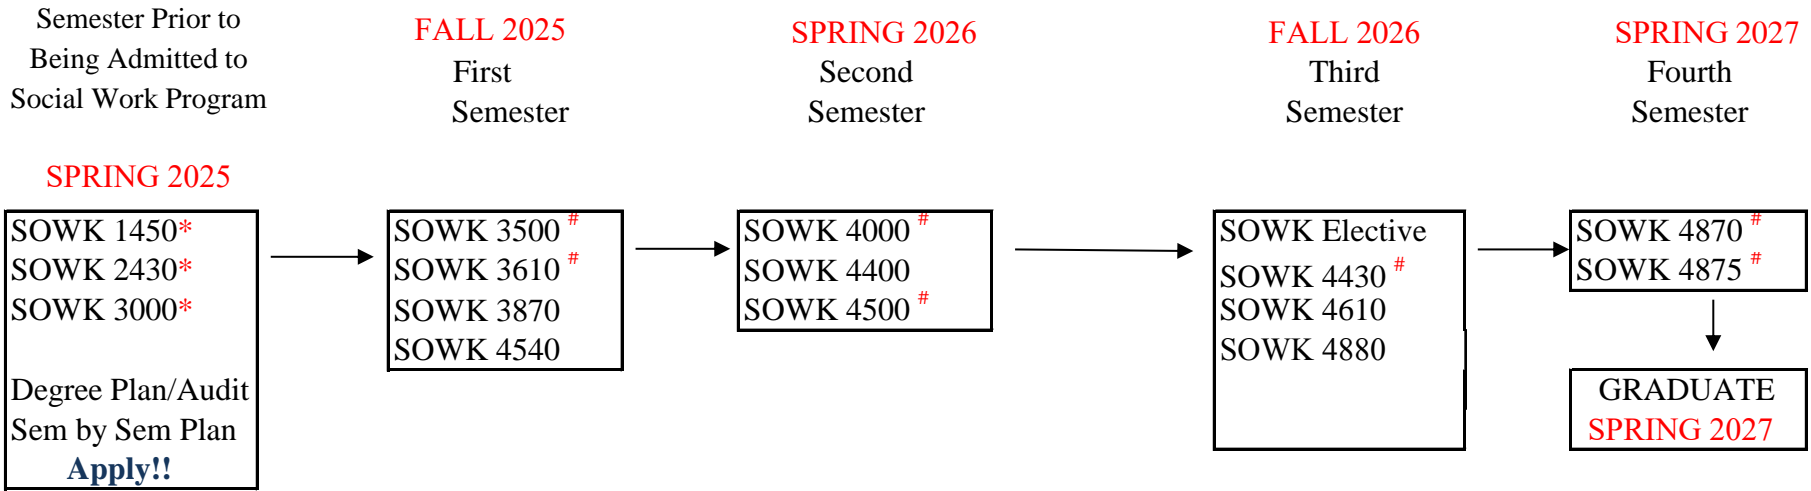 Semester Prior to
Being Admitted to
Social Work Program
SPRING 2025
SOWK 1450*
SOWK 2430*
SOWK 3000*
Degree Plan/Audit
Sem by Sem Plan
Apply!!
FALL 2025
First
Semester
SOWK 3500 #
SOWK 3610 #
SOWK 3870
SOWK 4540
SPRING 2026
Second
Semester
SOWK 4000 #
SOWK 4400
SOWK 4500 #
FALL 2026
Third
Semester
SOWK Elective
SOWK 4430 #
SOWK 4610
SOWK 4880
SPRING 2027
Fourth
Semester
SOWK 4870 #
SOWK 4875 #
GRADUATE
SPRING 2027